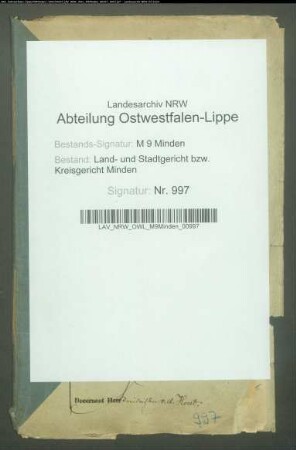 Landesarchiv NRW
Abteilung Ostwestfalen-Lippe
Bestands-Signatur: M 9 Minden
Bestand: Land- und Stadtgericht bzw.
Kreisgericht Minden
Signatur: Nr. 997
LAV_NRW_OWL_M9Minden_00997
997